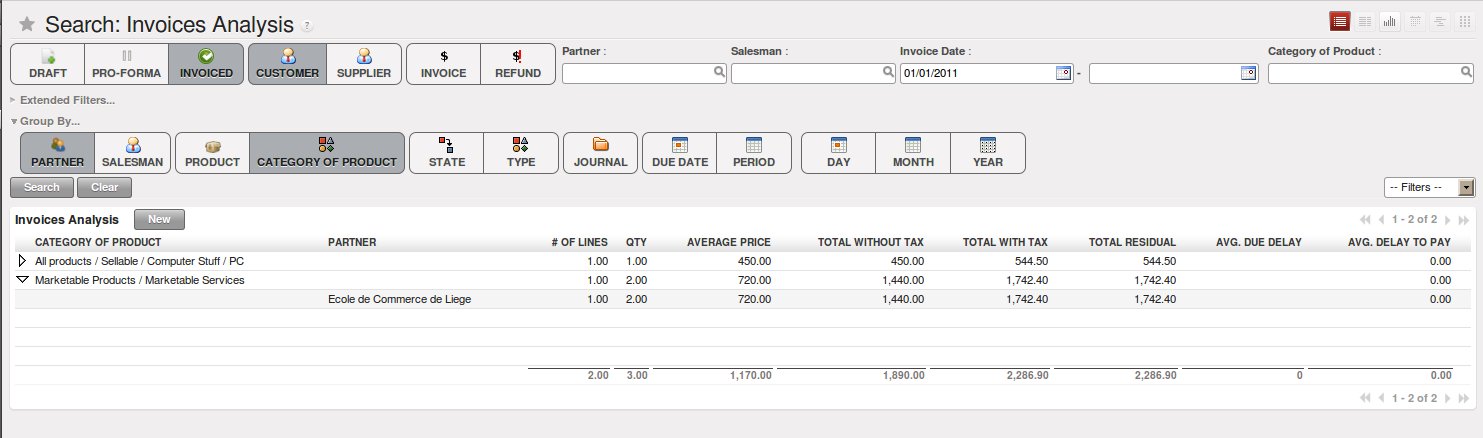 Search: Invoices Analysis ?
DRAFT PRO-FORMA INVOICED CUSTOMER SUPPLIER INVOICE REFUND
Partner : Salesman : Invoice Date : Category of Product :
01/01/2011 -
Extended Filters...
Group By...
PARTNER SALESMAN PRODUCT CATEGORY OF PRODUCT STATE TYPE JOURNAL DUE DATE PERIOD DAY MONTH YEAR
Search Clear -- Filters --
Invoices Analysis New 1 - 2 of 2
CATEGORY OF PRODUCT PARTNER # OF LINES QTY AVERAGE PRICE TOTAL WITHOUT TAX TOTAL WITH TAX TOTAL RESIDUAL AVG. DUE DELAY AVG. DELAY TO PAY
All products / Sellable / Computer Stuff / PC 1.00 1.00 450.00 450.00 544.50 544.50 0.00
Marketable Products / Marketable Services 1.00 2.00 720.00 1,440.00 1,742.40 1,742.40 0.00
Ecole de Commerce de Liege 1.00 2.00 720.00 1,440.00 1,742.40 1,742.40 0.00
2.00 3.00 1,170.00 1,890.00 2,286.90 2,286.90 0 0.00
1 - 2 of 2